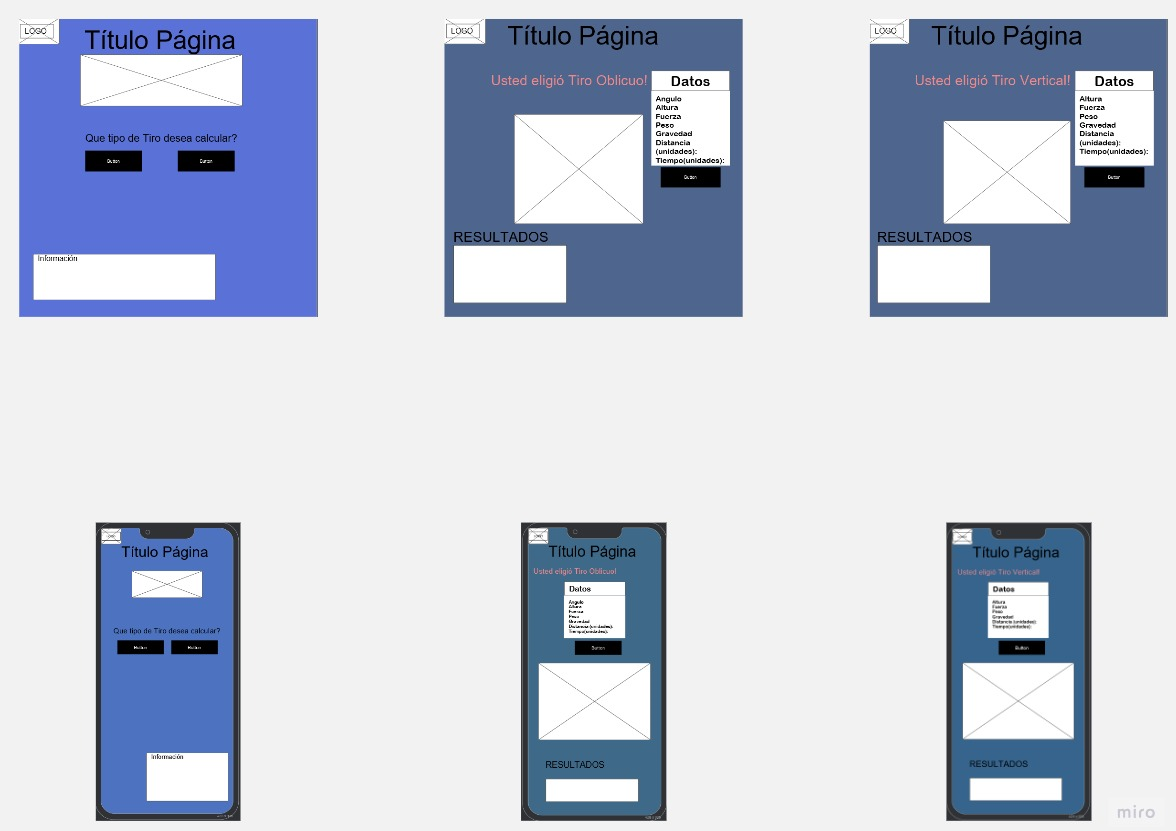 LOGO
Título Página
Que tipo de Tiro desea calcular?
Button
Button
Información
LOGO
Título Página
Usted eligió Tiro Oblicuo!
Datos
Angulo
Altura
Fuerza
Peso
Gravedad
Distancia
(unidades):
Tiempo(unidades):
Button
RESULTADOS
LOGO
Título Página
Usted eligió Tiro Vertical!
Datos
Altura
Fuerza
Peso
Gravedad
Distancia
(unidades):
Tiempo(unidades):
Button
RESULTADOS
Título Página
Que tipo de Tiro desea calcular?
Button
Button
Información
Título Página
Usted eligió Tiro Oblicuo!
Datos
Angulo
Altura
Fuerza
Peso
Gravedad
Distancia (unidades):
Tiempo(unidades):
Button
RESULTADOS
Título Página
Usted eligió Tiro Vertical!
Datos
Altura
Fuerza
Peso
Gravedad
Distancia (unidades):
Tiempo(unidades):
Button
RESULTADOS
miro